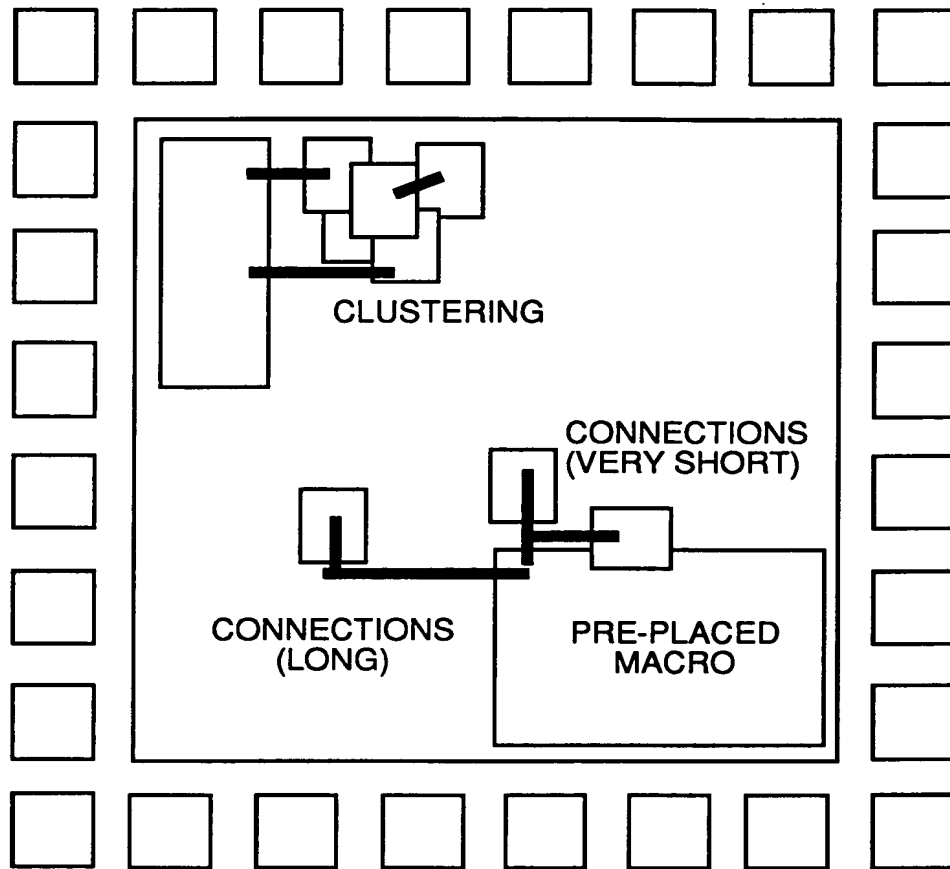 CLUSTERING
CONNECTIONS
(VERY SHORT)
CONNECTIONS
(LONG)
PRE-PLACED
MACRO